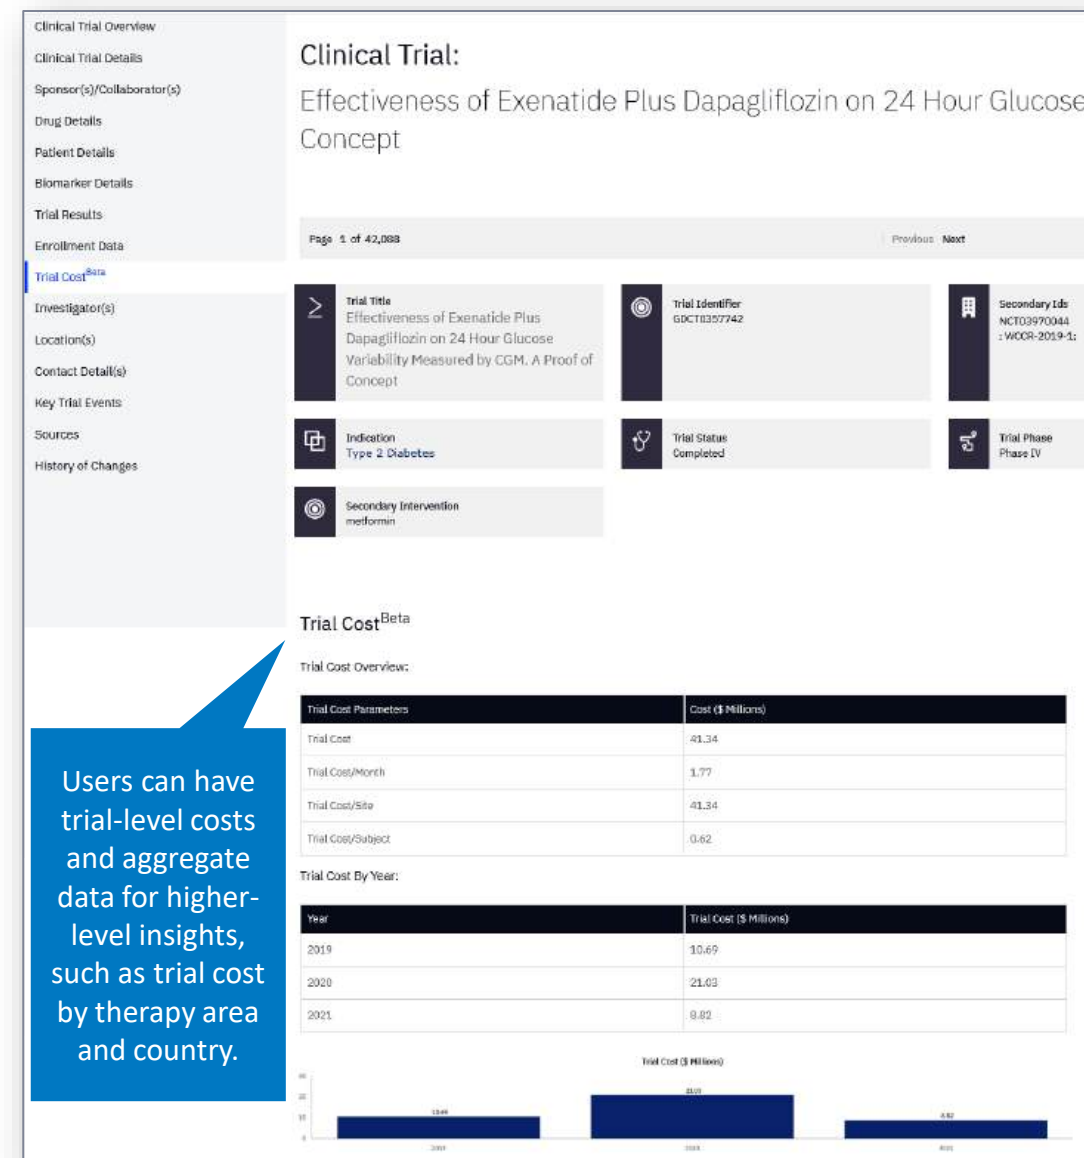 Clinical Trial Overview
Clinical Trial Details
Sponsor(s)/Collaborator(s)
Drug Details
Patient Details
Biomarker Details
Trial Results
Enrollment Data
Trial Cost Beta
Investigator(s)
Location(s)
Contact Detail(s)
Key Trial Events
Sources
History of Changes
Clinical Trial:
Effectiveness of Exenatide Plus Dapagliflozin on 24 Hour Glucose
Concept
Page 1 of 42,088
Previous Next
Trial Title
Effectiveness of Exenatide Plus
Dapagliflozin on 24 Hour Glucose
Variability Measured by CGM. A Proof of
Concept
Trial Identifier
GDCT0357742
Secondary Ids
NCT03970044
: WCCR-2019-1;
Indication
Type 2 Diabetes
Trial Status
Completed
Trial Phase
Phase IV
Secondary Intervention
metformin
Trial Cost Beta
Trial Cost Overview:
Trial Cost Parameters Cost ($ Millions)
Trial Cost 41.34
Trial Cost/Month 1.77
Trial Cost/Site 41.34
Trial Cost/Subject 0.62
Trial Cost By Year:
Year Trial Cost ($ Millions)
2019 10.69
2020 21.03
2021 8.82
Trial Cost ($ Millions)
20
10
0
8.82
2019 2021
Users can have
trial-level costs
and aggregate
data for higher-
level insights,
such as trial cost
by therapy area
and country.